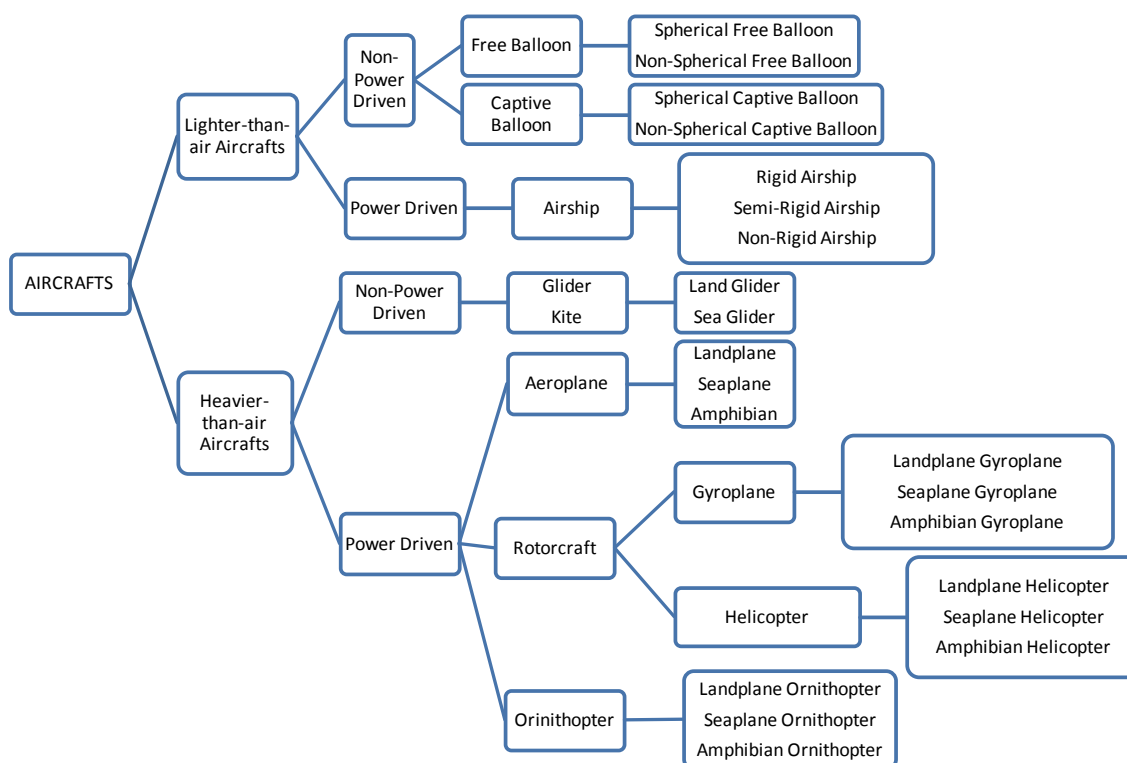 AIRCRAFTS
Lighter-than-
air Aircrafts
Non-
Power
Driven
Free Balloon
Spherical Free Balloon
Non-Spherical Free Balloon
Captive
Balloon
Spherical Captive Balloon
Non-Spherical Captive Balloon
Power Driven
Airship
Rigid Airship
Semi-Rigid Airship
Non-Rigid Airship
Heavier-
than-air
Aircrafts
Non-Power
Driven
Glider
Kite
Land Glider
Sea Glider
Power Driven
Aeroplane
Landplane
Seaplane
Amphibian
Rotorcraft
Gyroplane
Landplane Gyroplane
Seaplane Gyroplane
Amphibian Gyroplane
Helicopter
Landplane Helicopter
Seaplane Helicopter
Amphibian Helicopter
Orinithopter
Landplane Ornithopter
Seaplane Ornithopter
Amphibian Ornithopter